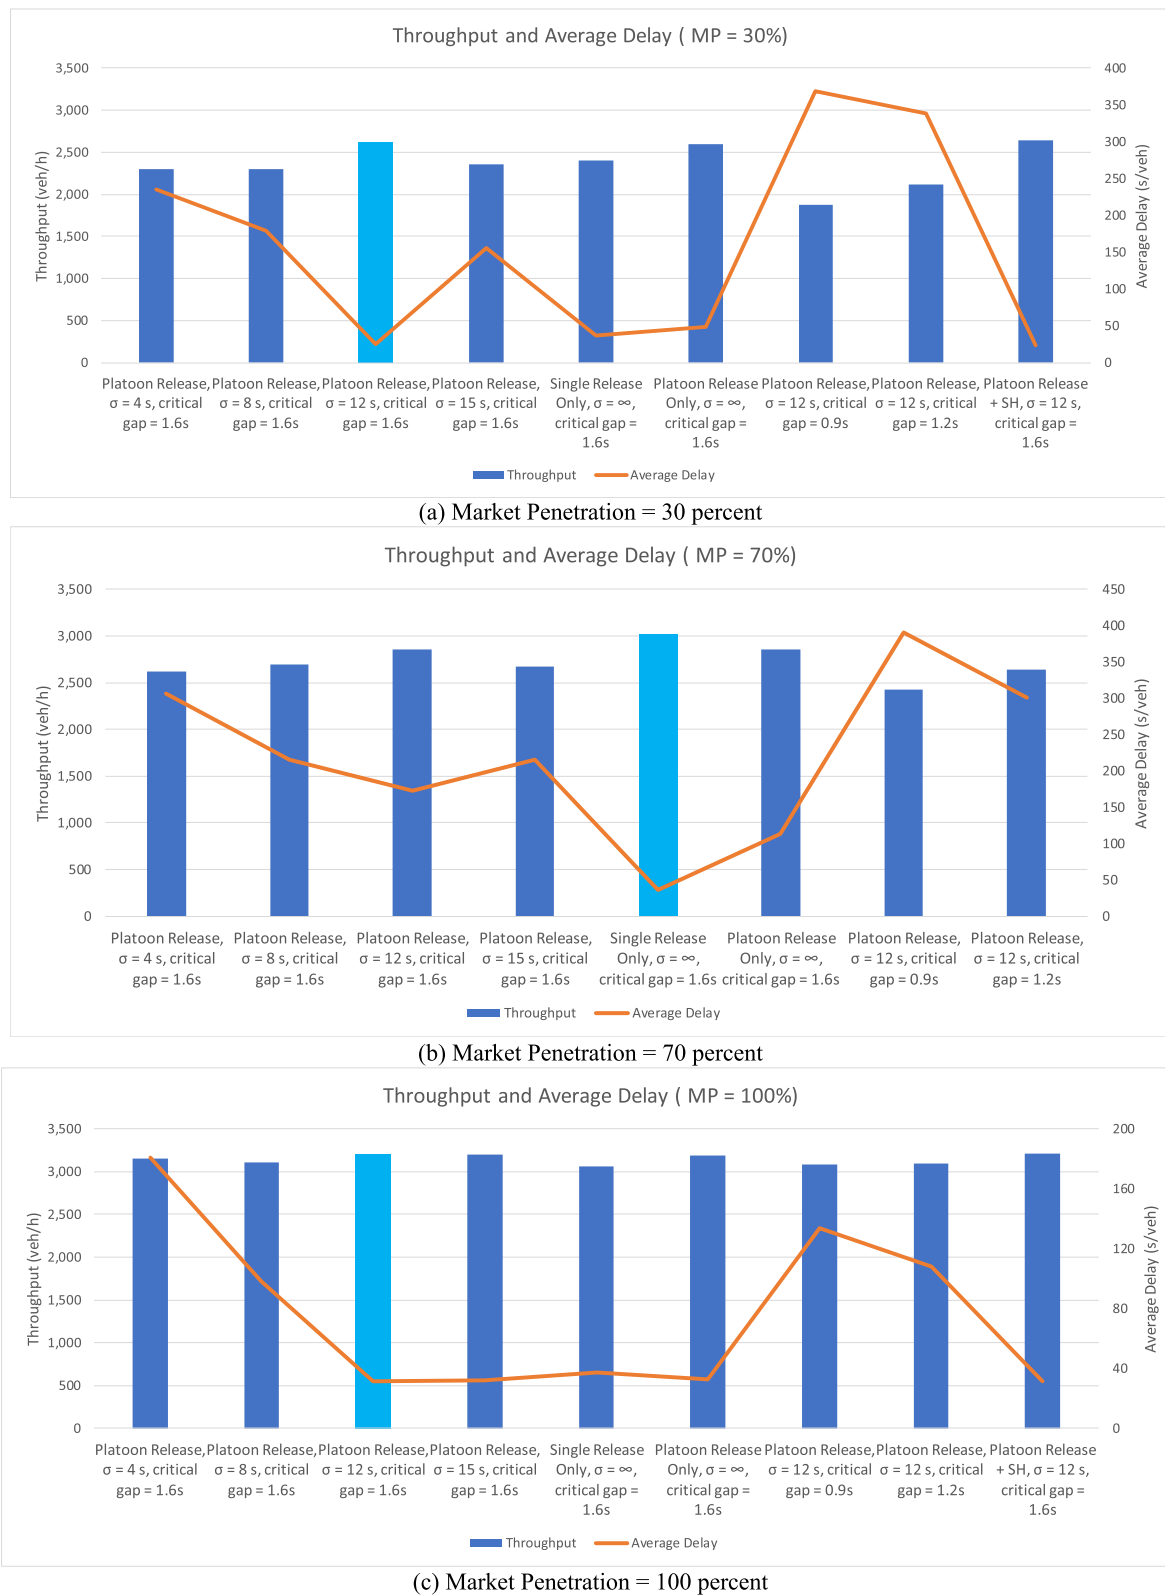 Throughput and Average Delay ( MP = 30%)
3,500
3,000
2,500
2,000
1,500
1,000
500
0
Throughput (veh/h)
400
350
300
250
200
150
100
50
0
Average Delay (s/veh)
Platoon Release, σ = 4 s, critical gap = 1.6s
Platoon Release, σ = 8 s, critical gap = 1.6s
Platoon Release, σ = 12 s, critical gap = 1.6s
Platoon Release, σ = 15 s, critical gap = 1.6s
Single Release Only, σ = ∞, critical gap = 1.6s
Platoon Release Only, σ = ∞, critical gap = 1.6s
Platoon Release, σ = 12 s, critical gap = 0.9s
Platoon Release, σ = 12 s, critical gap = 1.2s
Platoon Release + SH, σ = 12 s, critical gap = 1.6s
Throughput
Average Delay
(a) Market Penetration = 30 percent
Throughput and Average Delay ( MP = 70%)
3,500
3,000
2,500
2,000
1,500
1,000
500
0
Throughput (veh/h)
450
400
350
300
250
200
150
100
50
0
Average Delay (s/veh)
Platoon Release, σ = 4 s, critical gap = 1.6s
Platoon Release, σ = 8 s, critical gap = 1.6s
Platoon Release, σ = 12 s, critical gap = 1.6s
Platoon Release, σ = 15 s, critical gap = 1.6s
Single Release Only, σ = ∞, critical gap = 1.6s
Platoon Release Only, σ = ∞, critical gap = 1.6s
Platoon Release, σ = 12 s, critical gap = 0.9s
Platoon Release, σ = 12 s, critical gap = 1.2s
Throughput
Average Delay
(b) Market Penetration = 70 percent
Throughput and Average Delay ( MP = 100%)
3,500
3,000
2,500
2,000
1,500
1,000
500
0
Throughput (veh/h)
200
160
120
80
40
0
Average Delay (s/veh)
Platoon Release, σ = 4 s, critical gap = 1.6s
Platoon Release, σ = 8 s, critical gap = 1.6s
Platoon Release, σ = 12 s, critical gap = 1.6s
Platoon Release, σ = 15 s, critical gap = 1.6s
Single Release Only, σ = ∞, critical gap = 1.6s
Platoon Release Only, σ = ∞, critical gap = 1.6s
Platoon Release, σ = 12 s, critical gap = 0.9s
Platoon Release, σ = 12 s, critical gap = 1.2s
Platoon Release + SH, σ = 12 s, critical gap = 1.6s
Throughput
Average Delay
(c) Market Penetration = 100 percent